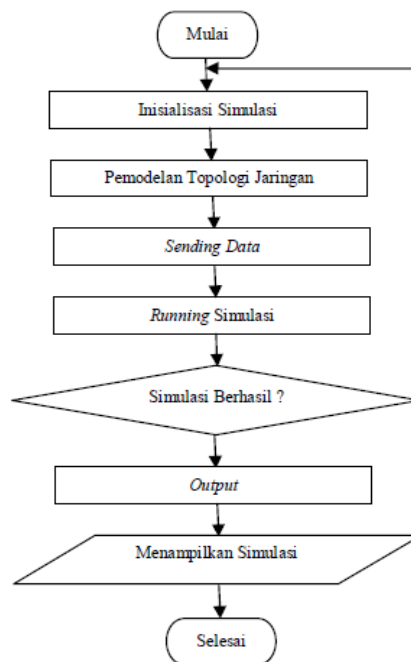 Mulai
Inisialisasi Simulasi
Pemodelan Topologi Jaringan
Sending Data
Running Simulasi
Simulasi Berhasil ?
Output
Menampilkan Simulasi
Selesai